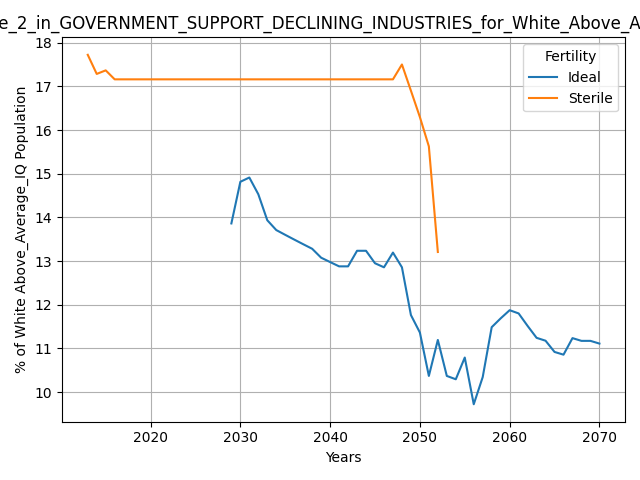 e_2_in_GOVERNMENT_SUPPORT_DECLINING_INDUSTRIES_for_White_Above_A
18
17
16
15
14
13
12
11
10
% of White Above_Average_IQ Population
Fertility
Ideal
Sterile
2020
2030
2040
2050
2060
2070
Years